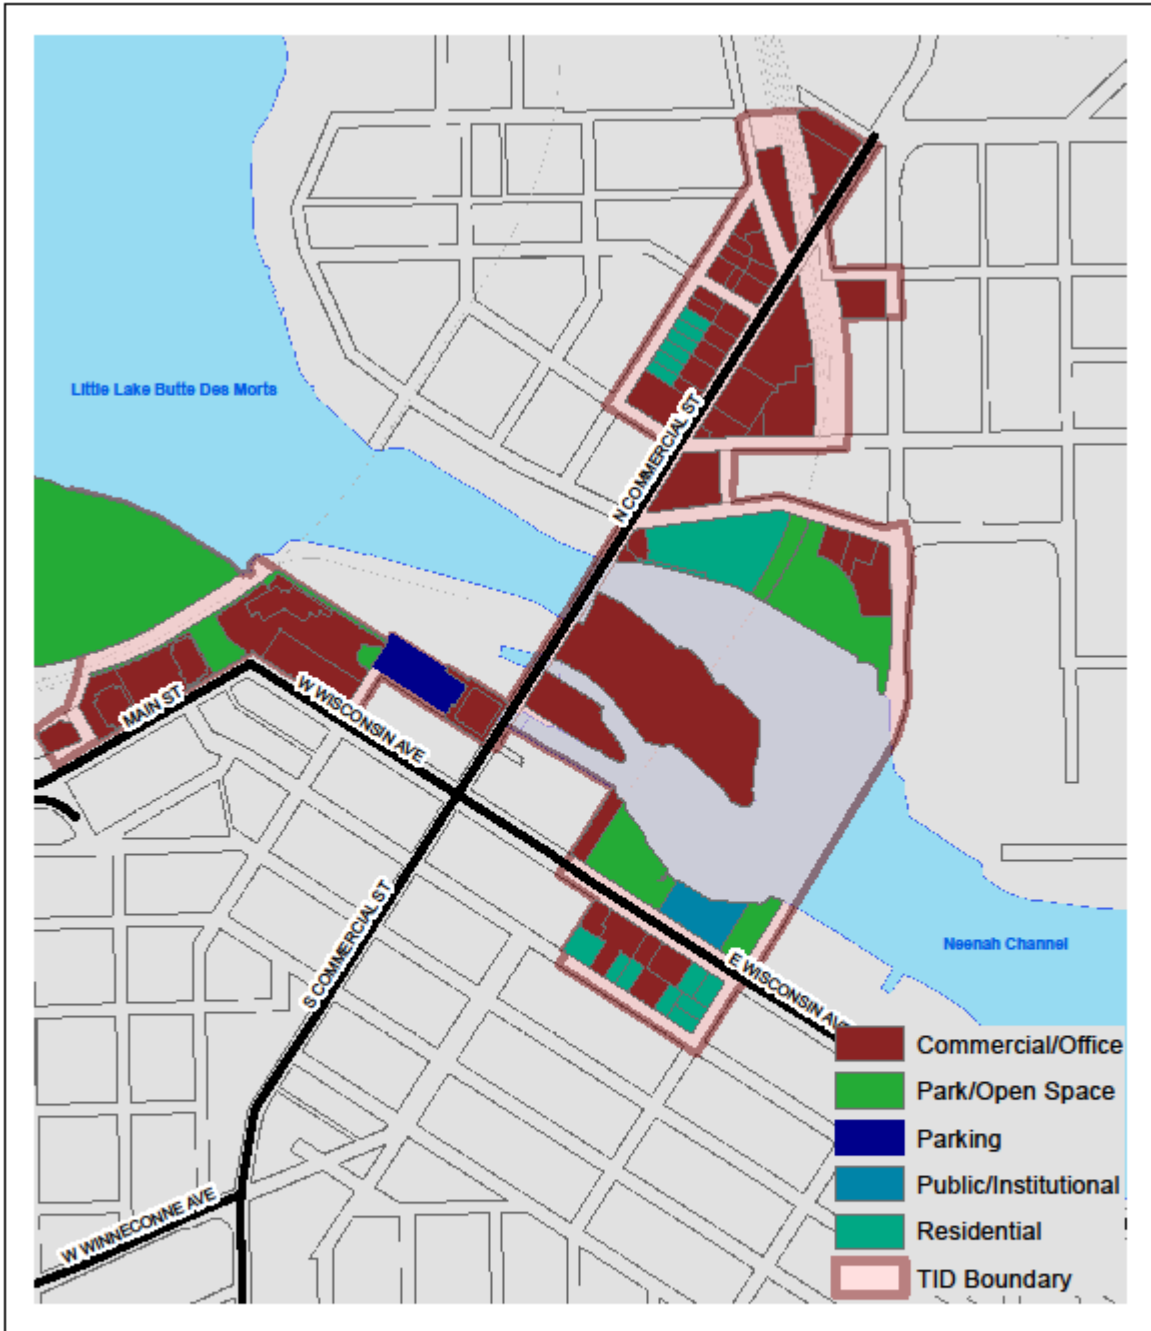 Little Lake Butte Des Morts
N COMMERCIAL ST
MAIN ST
W WISCONSIN AVE
S COMMERCIAL ST
E WISCONSIN AVE
Neenah Channel
W WINNECONNE AVE
Commercial/Office
Park/Open Space
Parking
Public/Institutional
Residential
TID Boundary